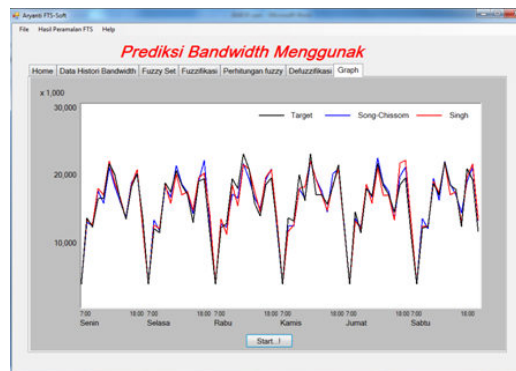 Aryanti FTS-Soft
File Hasil Peramalan FTS Help
Prediksi Bandwidth Menggunak
Home Data Histori Bandwidth Fuzzy Set Fuzzifikasi Perhitungan fuzzy Defuzzifikasi Graph
x 1,000
30,000
Target Song-Chissom Singh
20,000
10,000
7:00 18:00 7:00 18:00 7:00 18:00 7:00 18:00 7:00 18:00 7:00 18:00
Senin Selasa Rabu Kamis Jumat Sabtu
Start...!